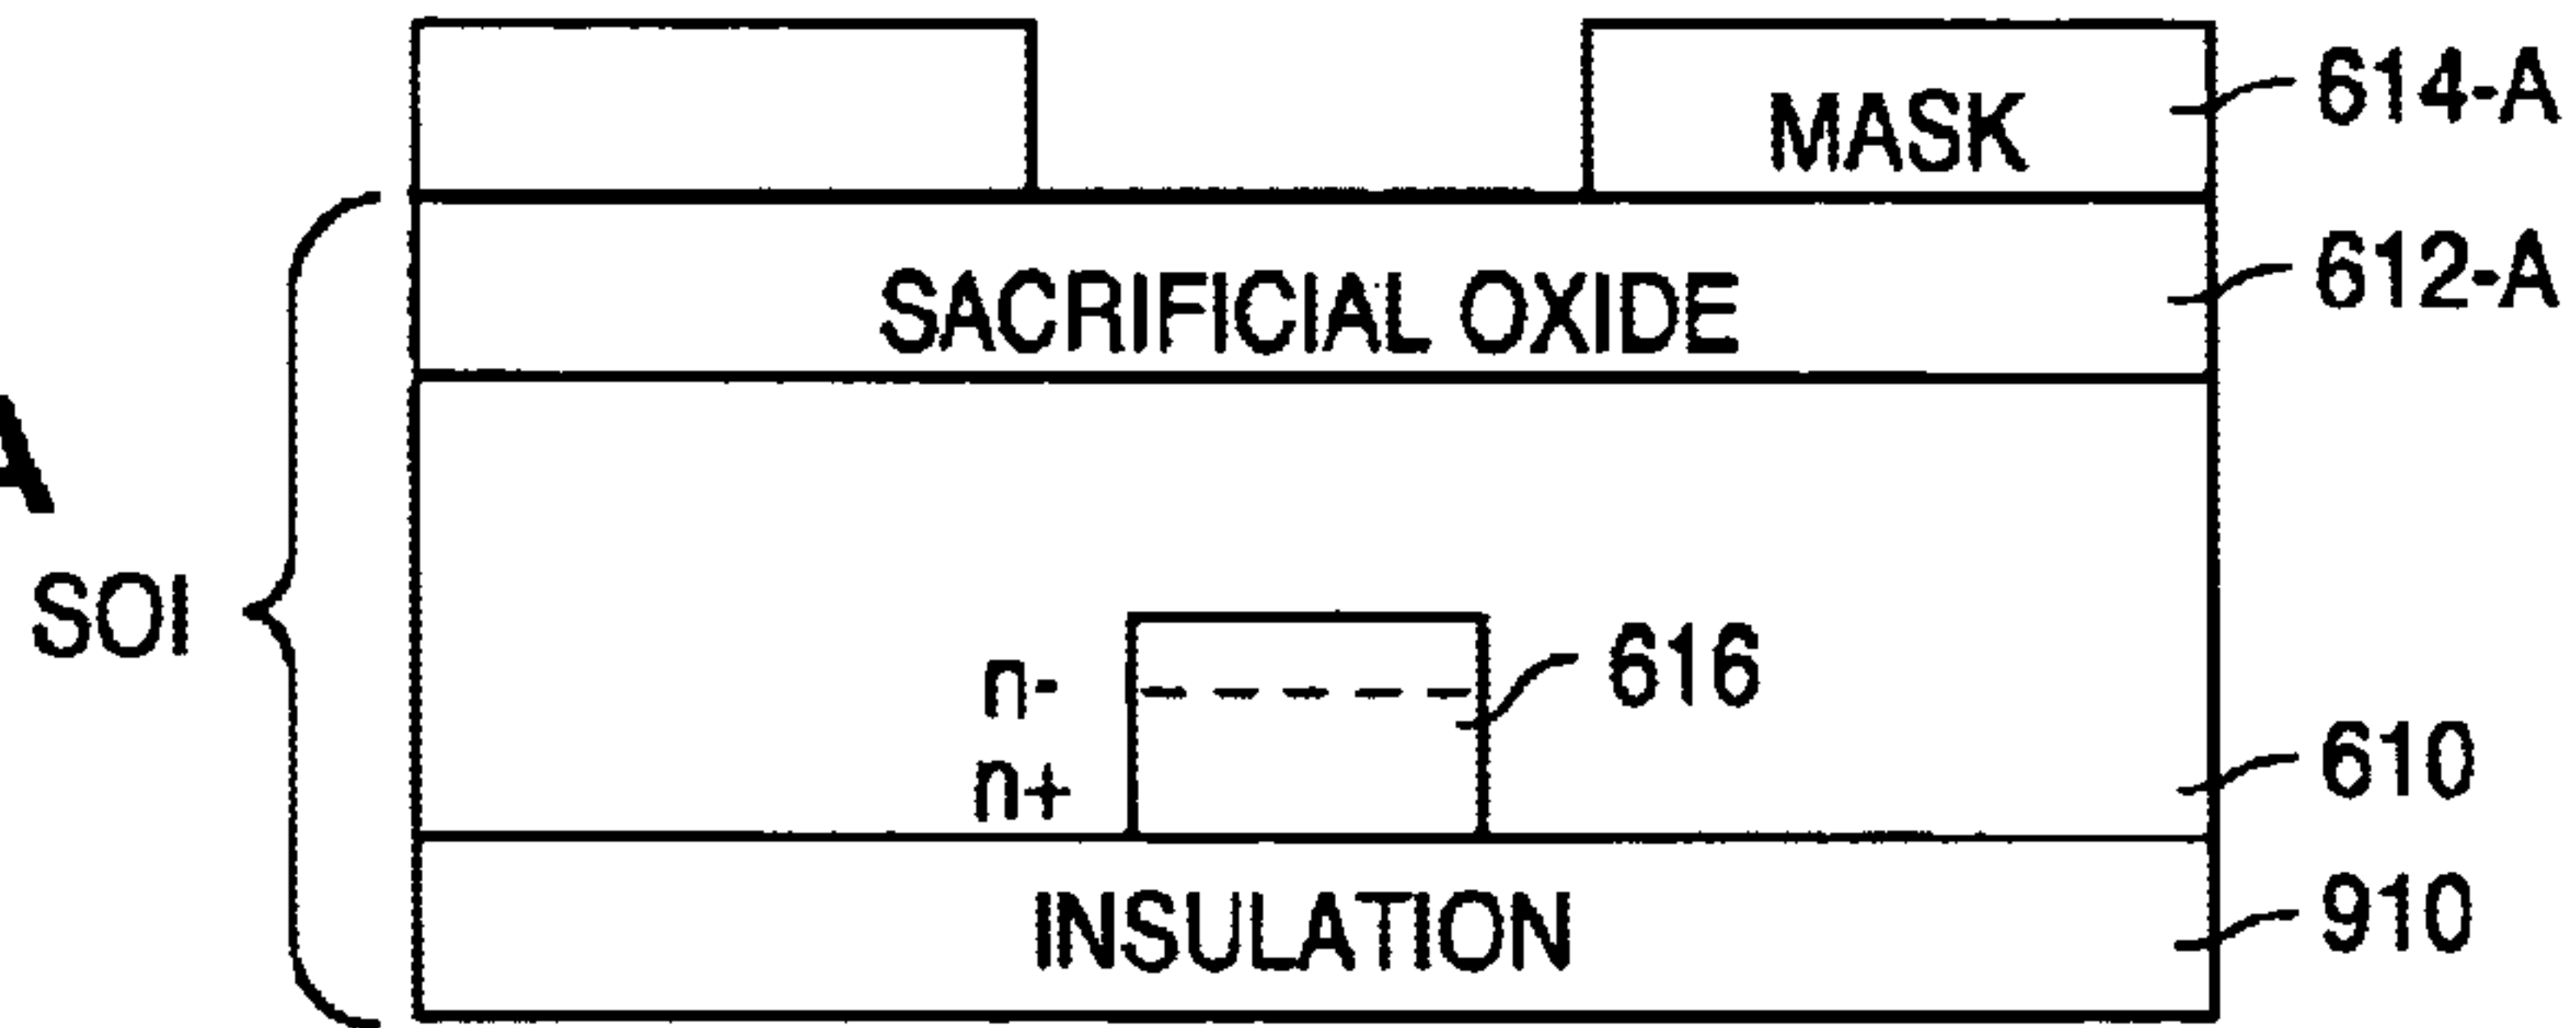 MASK
614-A
SACRIFICIAL OXIDE
612-A
A
SOI
n-
616
n+
610
INSULATION
910